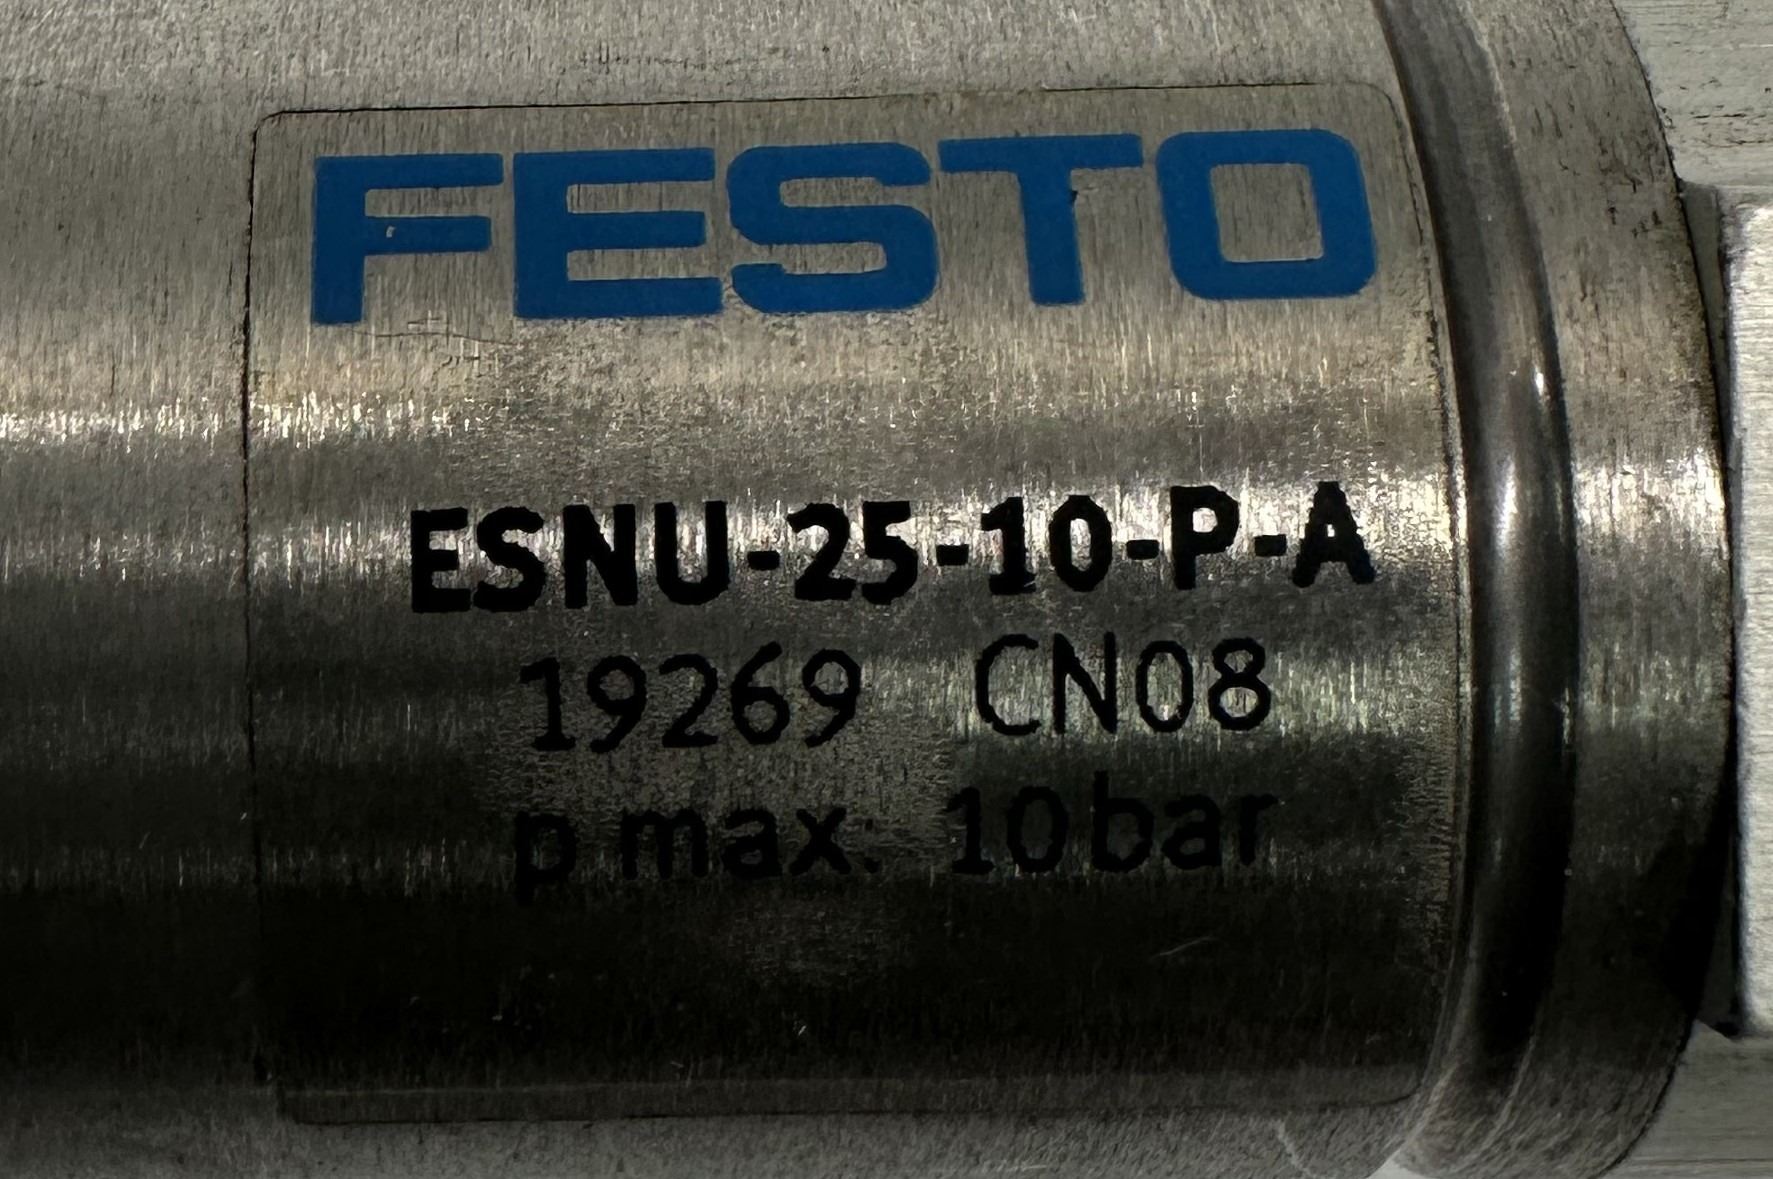 FESTO
ESNU-25-10-P-A
19269 CN08
p max. 10bar